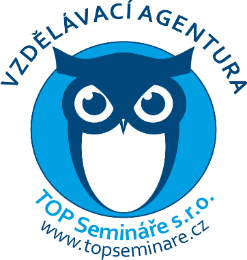 VZDĚLÁVACÍ AGENTURA
TOP Semináře s.r.o.
www.topseminare.cz